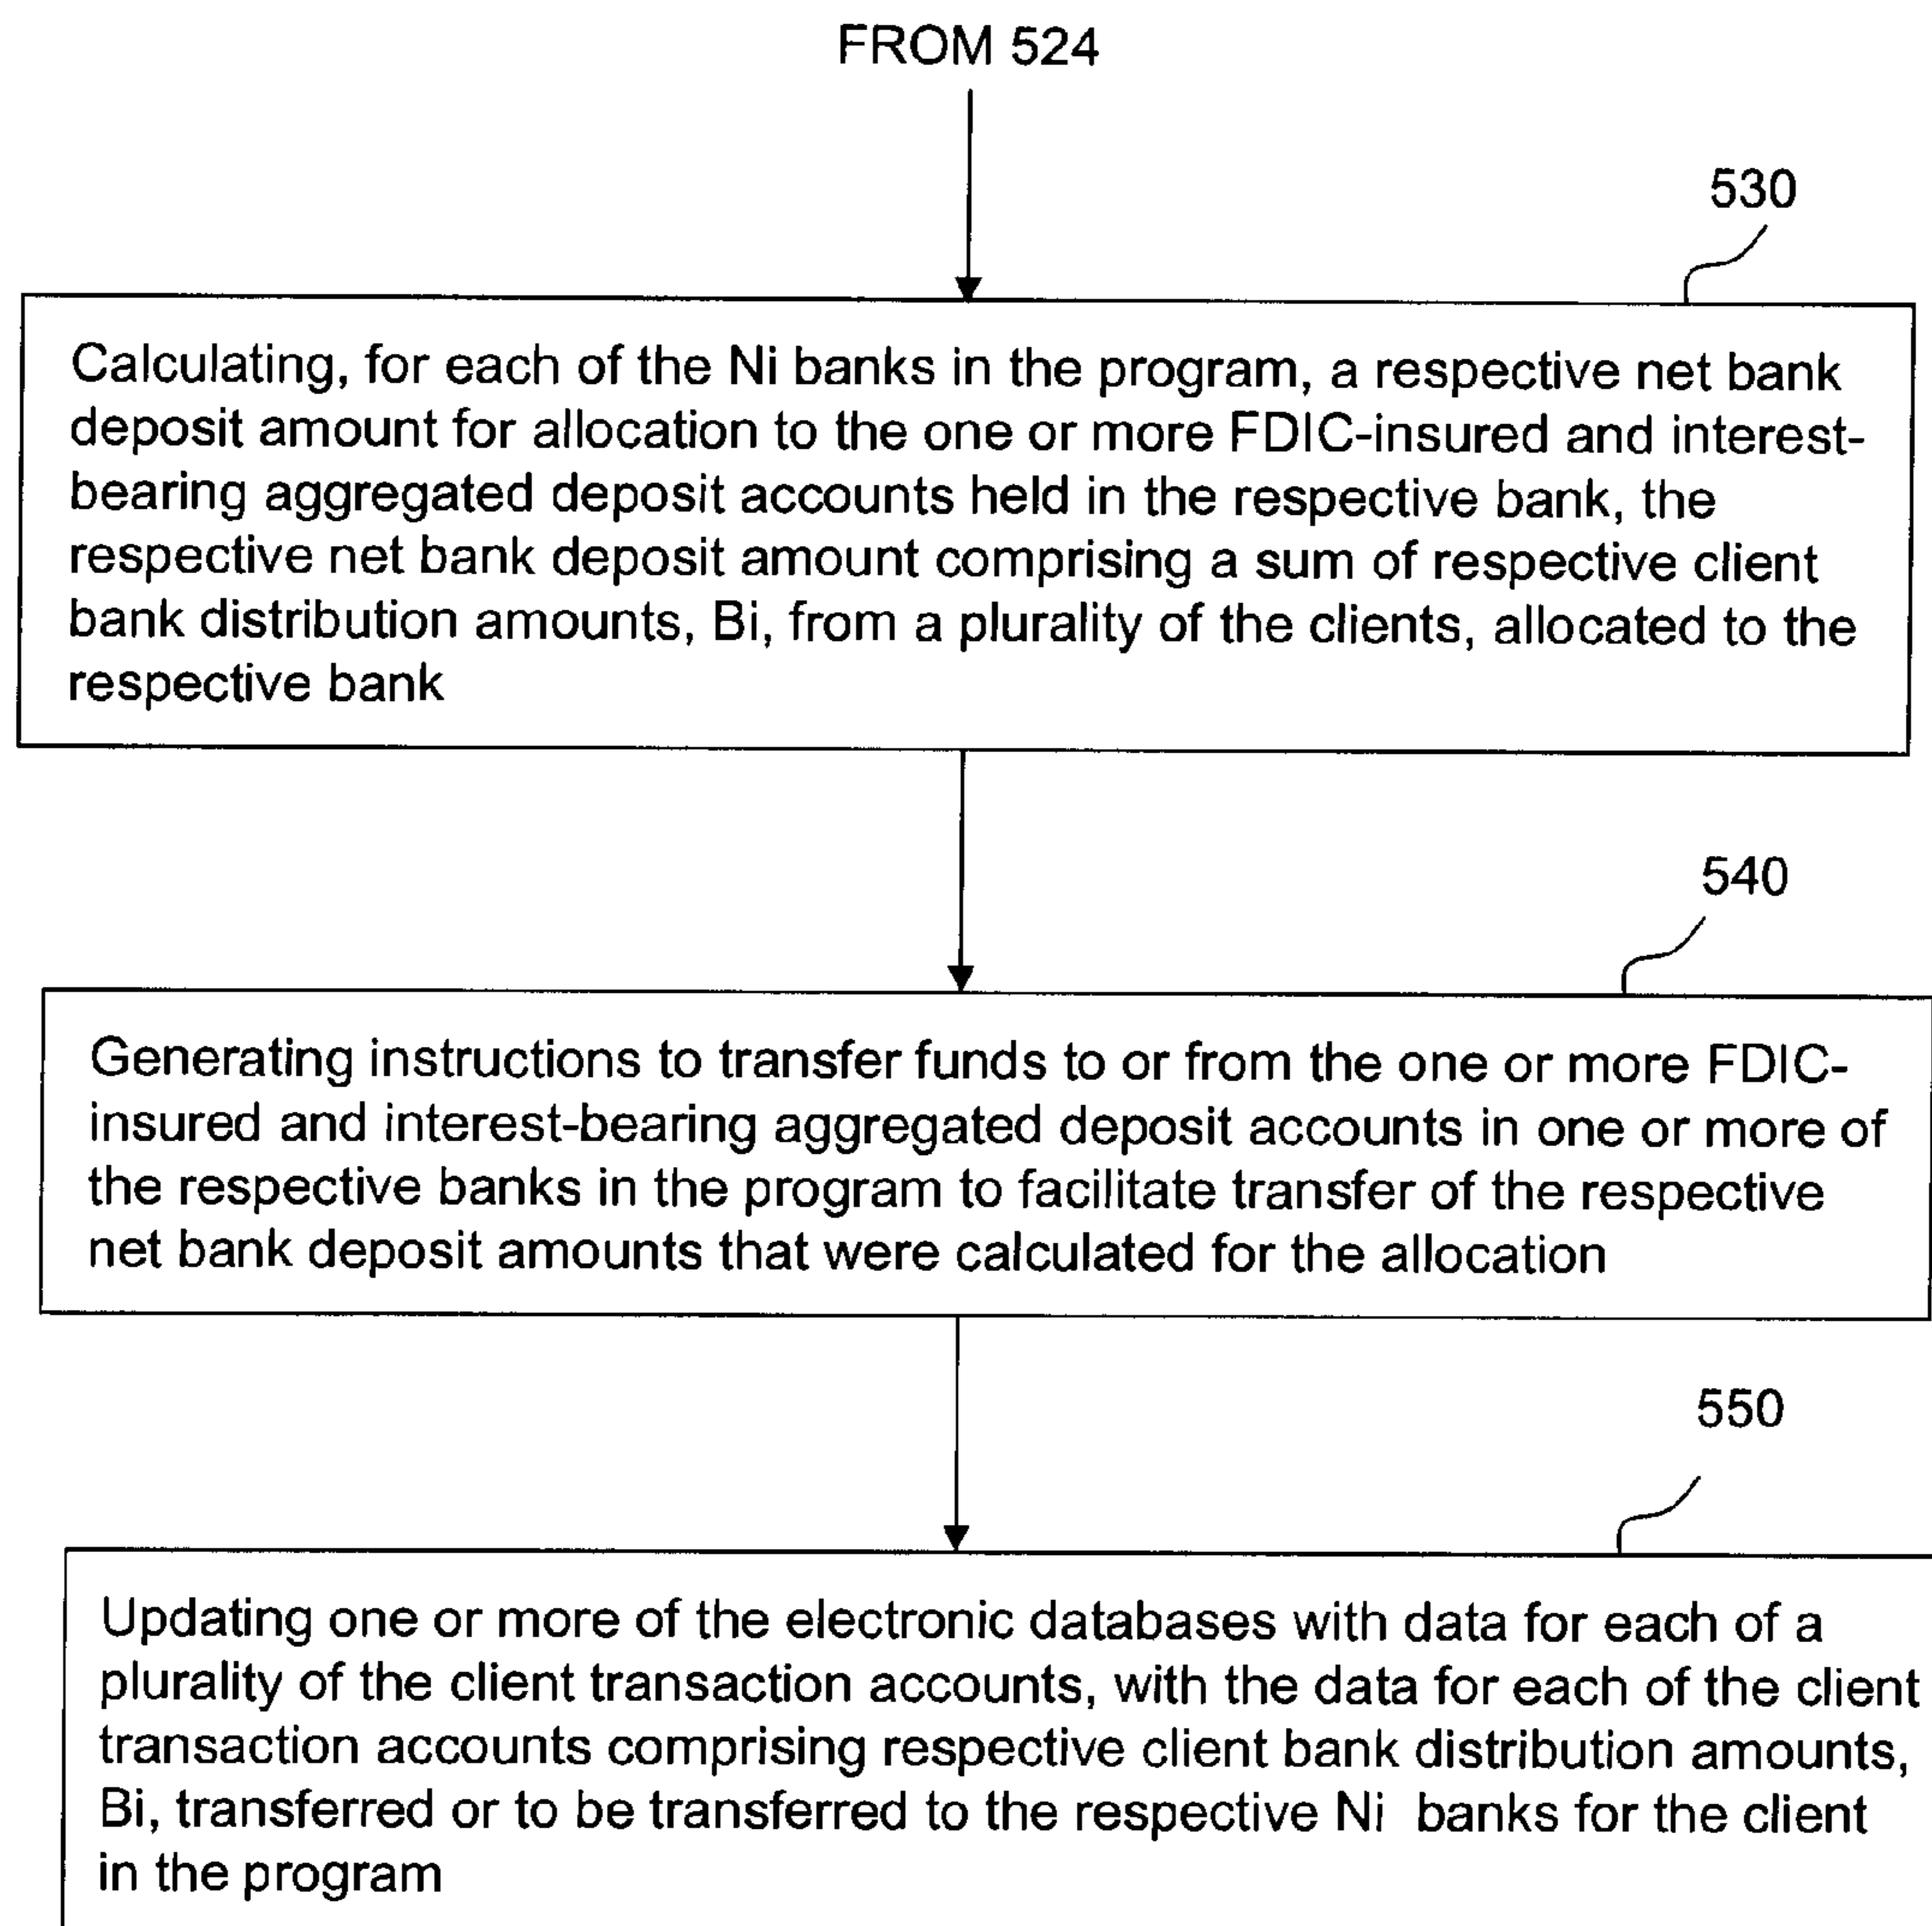 FROM 524
530
Calculating, for each of the Ni banks in the program, a respective net bank
deposit amount for allocation to the one or more FDIC-insured and interest-
bearing aggregated deposit accounts held in the respective bank, the
respective net bank deposit amount comprising a sum of respective client
bank distribution amounts, Bi, from a plurality of the clients, allocated to the
respective bank
540
Generating instructions to transfer funds to or from the one or more FDIC-
insured and interest-bearing aggregated deposit accounts in one or more of
the respective banks in the program to facilitate transfer of the respective
net bank deposit amounts that were calculated for the allocation
550
Updating one or more of the electronic databases with data for each of a
plurality of the client transaction accounts, with the data for each of the client
transaction accounts comprising respective client bank distribution amounts,
Bi, transferred or to be transferred to the respective Ni banks for the client
in the program